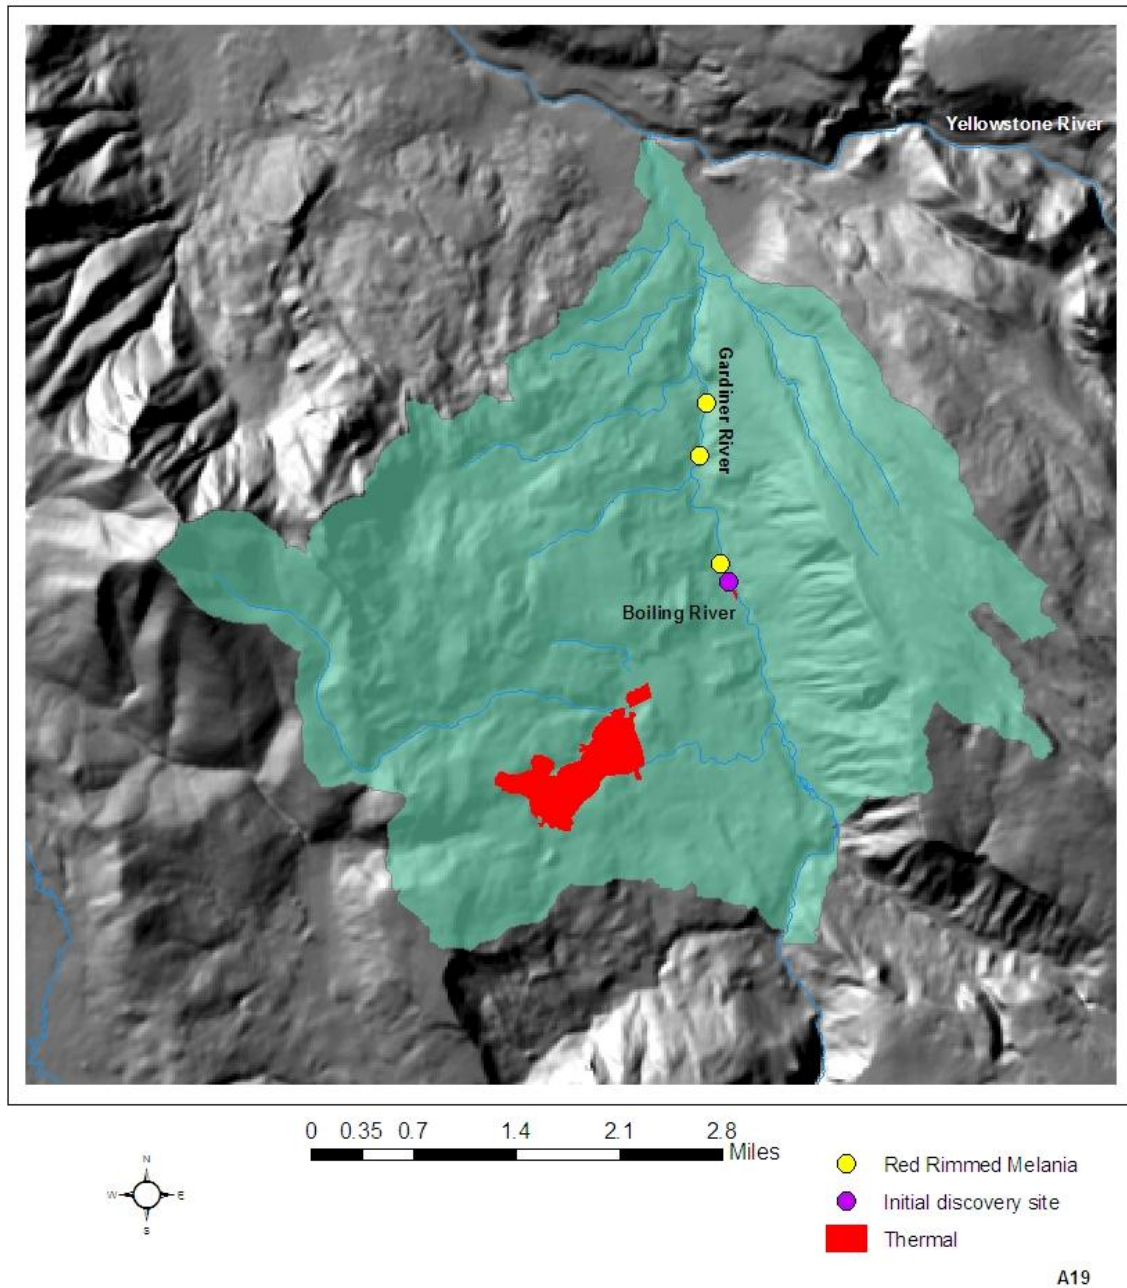 Yellowstone River
Gardiner River
Boiling River
0 0.35 0.7 1.4 2.1 2.8
Miles
N
W E
S
Red Rimmed Melania
Initial discovery site
Thermal
A19